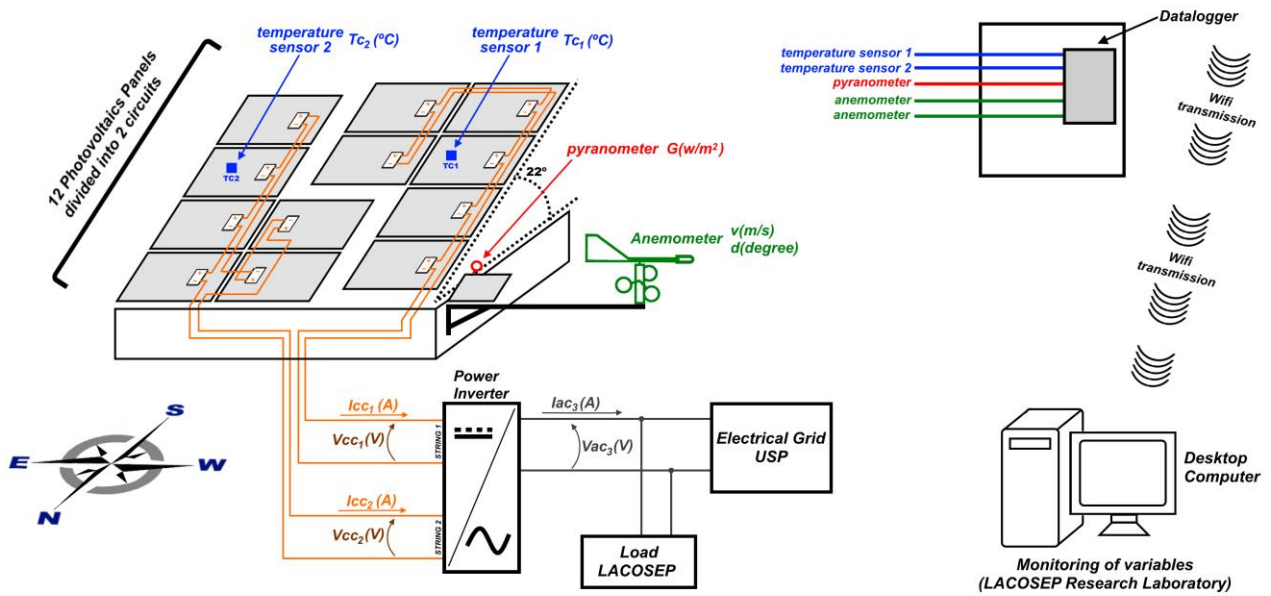 12 Photovoltaics Panels
divided into 2 circuits
temperature
sensor 2 Tc₂ (ºC)
temperature
sensor 1 Tc₁ (ºC)
TC2
TC1
pyranometer G(w/m²)
22º
Anemometer v(m/s)
d(degree)
Datalogger
temperature sensor 1
temperature sensor 2
pyranometer
anemometer
anemometer
Wifi
transmission
Wifi
transmission
S
E
W
N
Icc₁ (A)
Vcc₁ (V)
STRING 1
Icc₂ (A)
Vcc₂ (V)
STRING 2
Power
Inverter
Iac₃ (A)
Vac₃ (V)
Electrical Grid
USP
Load
LACOSEP
Desktop
Computer
Monitoring of variables
(LACOSEP Research Laboratory)